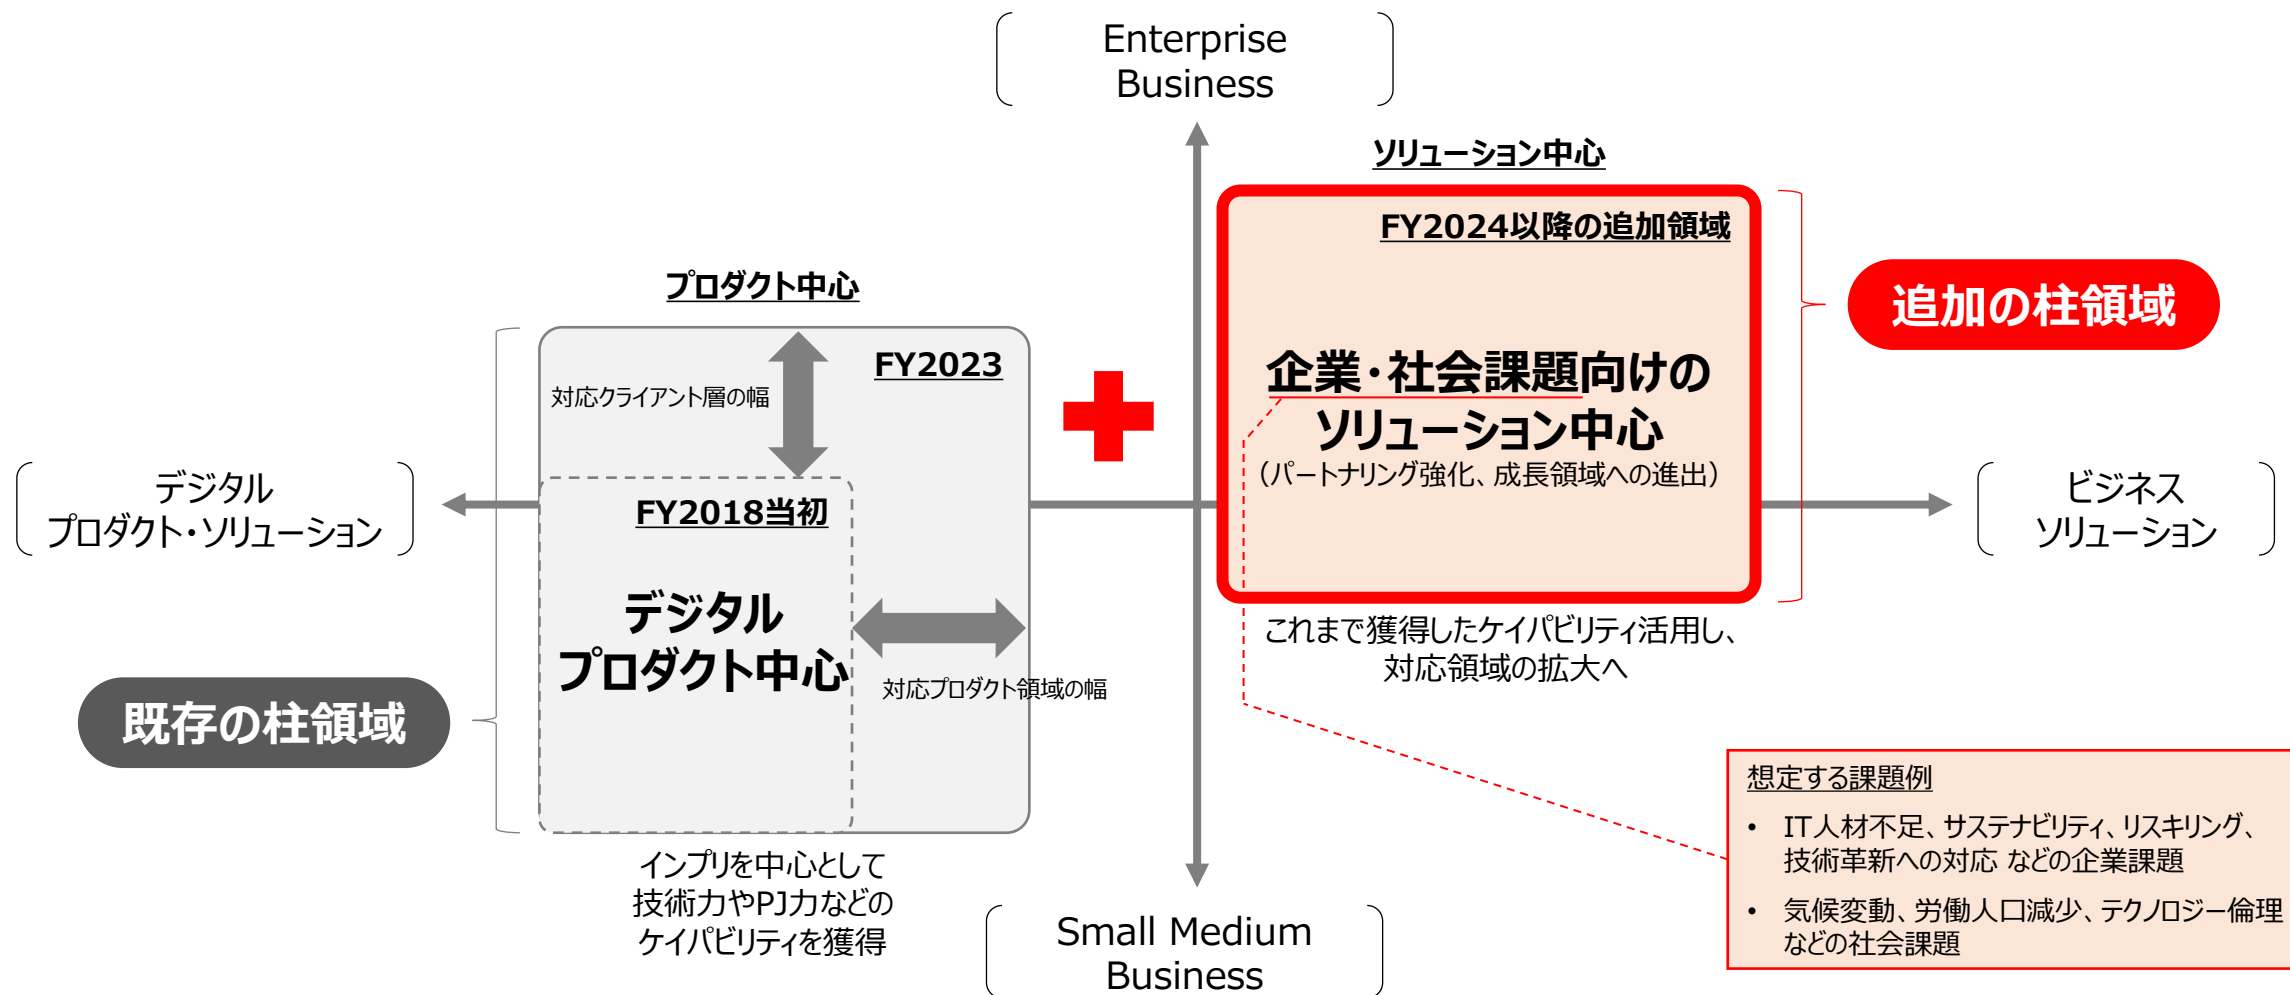 Enterprise
Business
ソリューション中心
FY2024以降の追加領域
プロダクト中心
追加の柱領域
FY2023
企業・社会課題向けの
対応クライアント層の幅
ソリューション中心
（パートナリング強化、成長領域への進出）
デジタル
プロダクト・ソリューション
FY2018当初
ビジネス
ソリューション
デジタル
プロダクト中心
これまで獲得したケイパビリティ活用し、
対応領域の拡大へ
対応プロダクト領域の幅
既存の柱領域
想定する課題例
• IT人材不足、サステナビリティ、リスキリング、
技術革新への対応 などの企業課題
• 気候変動、労働人口減少、テクノロジー倫理
などの社会課題
インプリを中心として
技術力やPJ力などの
ケイパビリティを獲得
Small Medium
Business